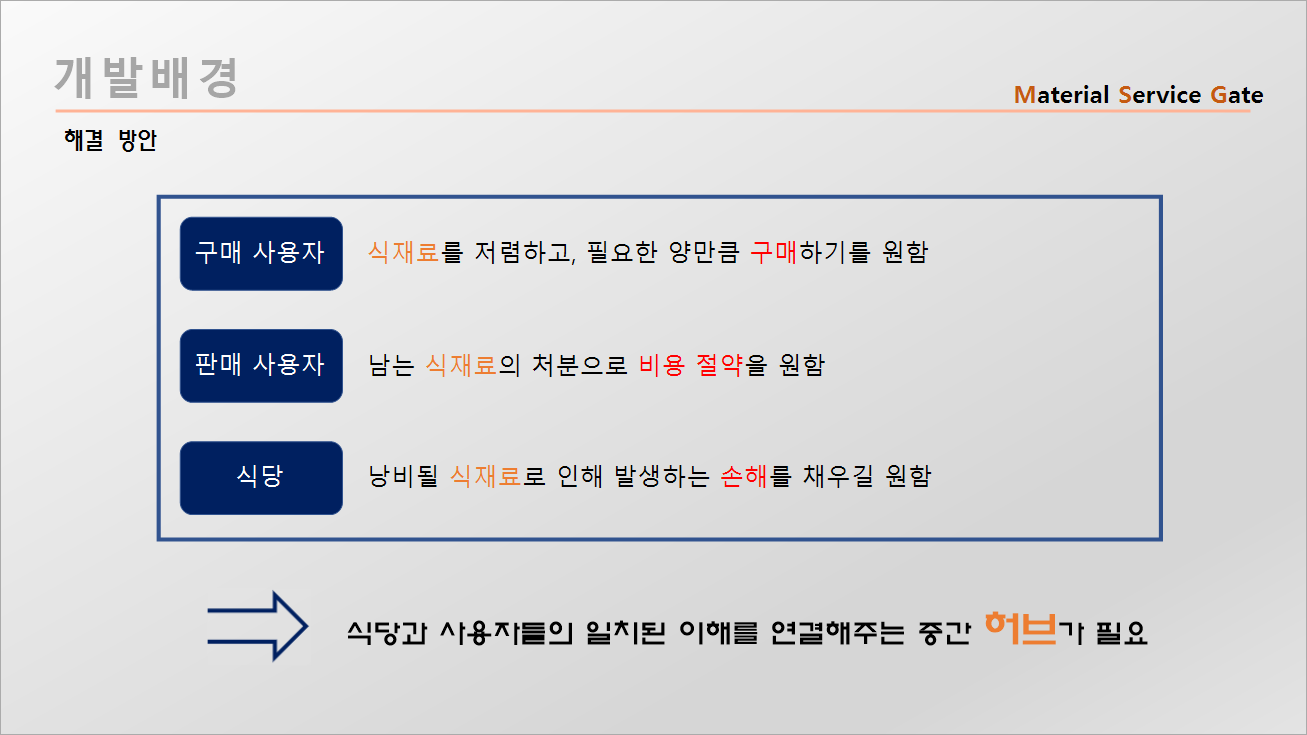 개발배경
Material Service Gate
해결 방안
구매 사용자
식재료를 저렴하고, 필요한 양만큼 구매하기를 원함
판매 사용자
남는 식재료의 처분으로 비용 절약을 원함
식당
낭비될 식재료로 인해 발생하는 손해를 채우길 원함
식당과 사용자들의 일치된 이해를 연결해주는 중간 허브가 필요